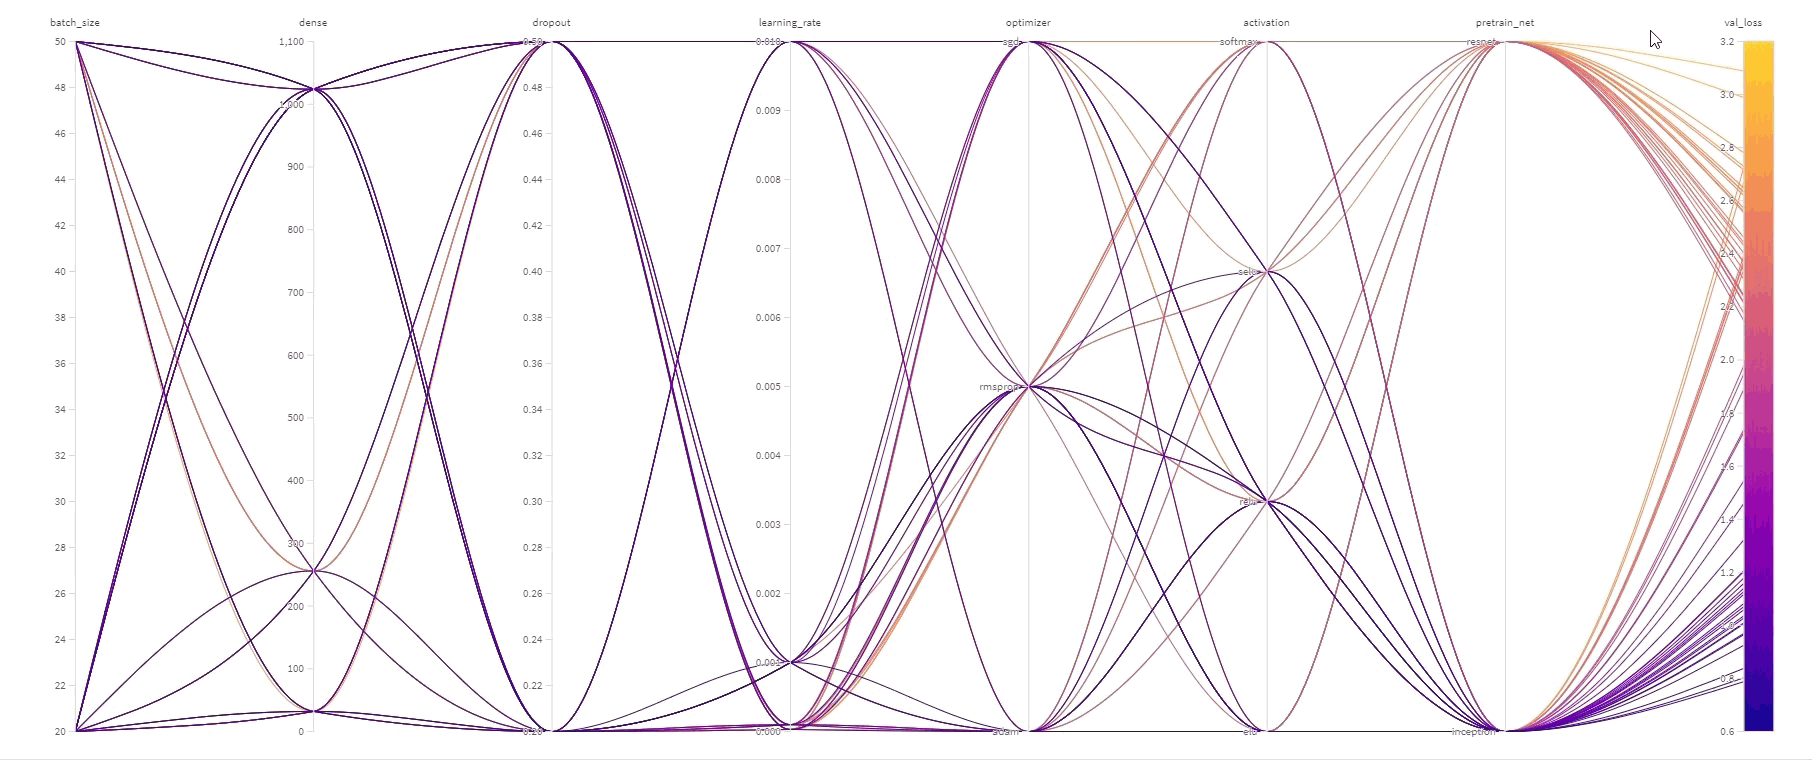 batch_size dense dropout learning_rate optimizer activation pretrain_net val_loss
50 1,100 0.50 0.010 sgd softmax resnet 3.2
48 1,000 0.48 0.009 3.0
46 900 0.46 2.8
44 0.44 0.008 2.6
42 800 0.42 0.007 2.4
40 700 0.40 selu
38 0.38 0.006 2.2
36 600 0.36 0.005 rmsprop 2.0
34 500 0.34 1.8
32 400 0.32 0.004 1.6
30 0.30 relu
28 300 0.28 0.003 1.4
26 200 0.26 0.002 1.2
24 100 0.24 0.001
22 0.22 0.8
20 0 0.20 0.000 adam elu inception 0.6